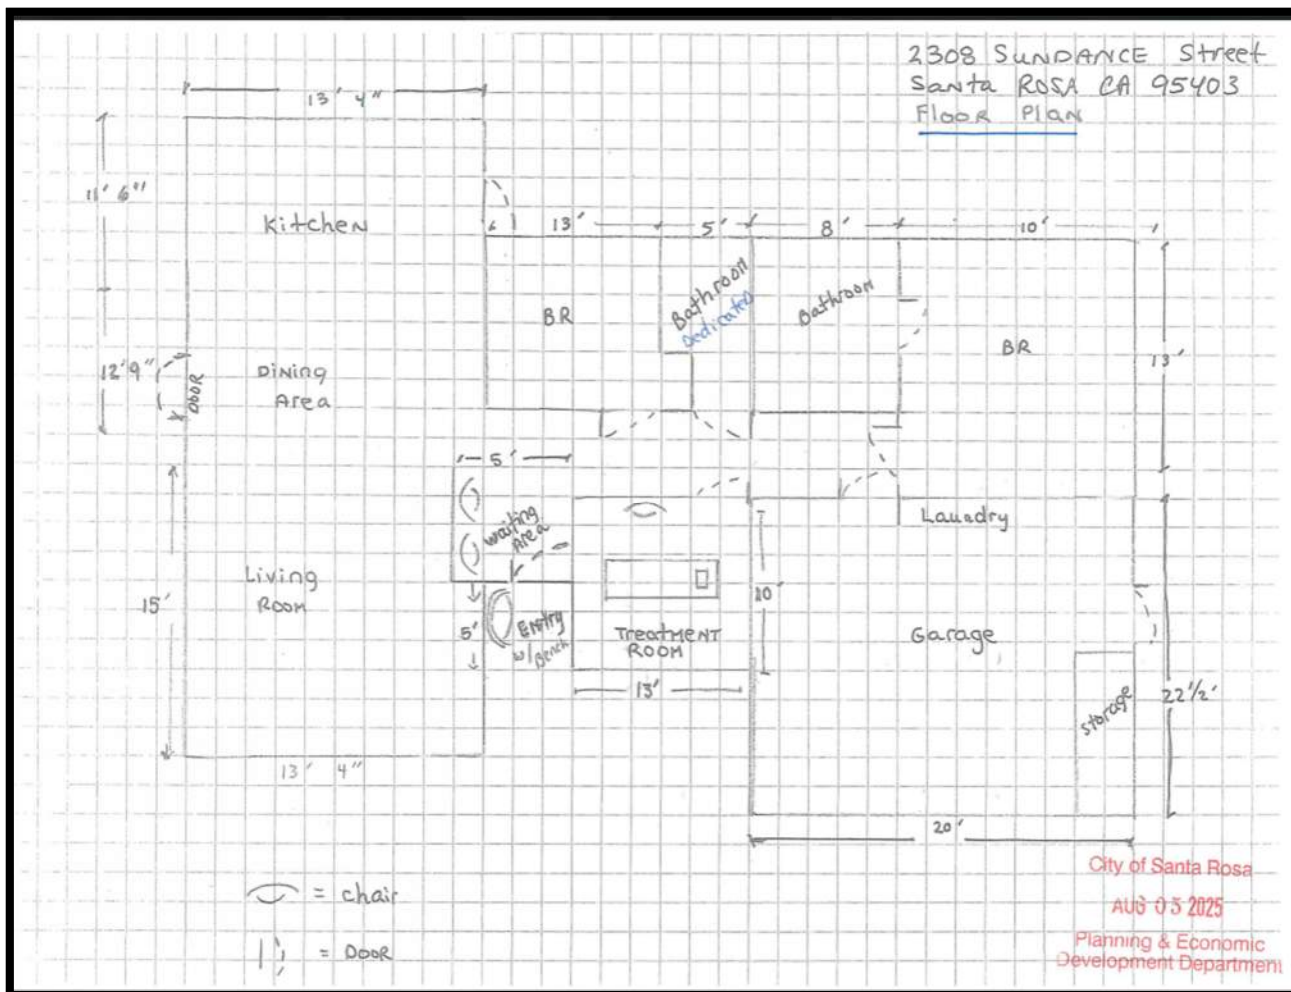 2308 SUNDANCE Street
Santa ROSA CA 95403
Floor Plan
13' 4"
11' 6"
Kitchen
13'
5'
8'
10'
BR
Bathroom
Dedicated
Bathroom
BR
13'
12' 9"
DOOR
DiNiNg
Area
5'
Waiting
Area
Laundry
Living
Room
15'
5'
Entry
w/Bench
TreatMENT
ROOM
10'
13'
Garage
Storage
22 1/2'
13' 4"
20'
= chair
= DOOR
City of Santa Rosa
AUG 03 2025
Planning & Economic
Development Department